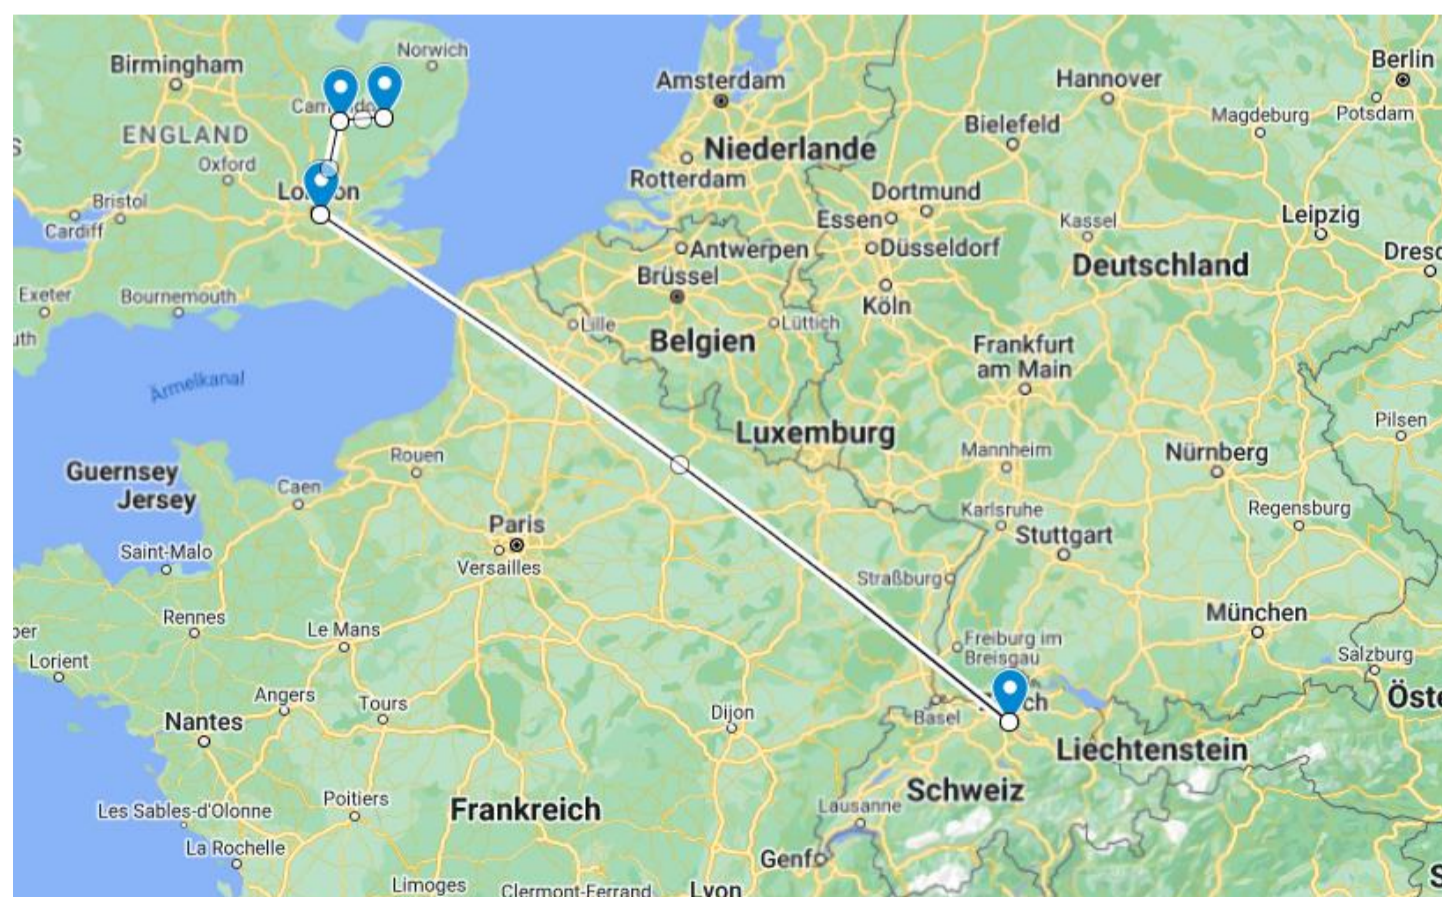 Norwich
Birmingham
Berlin
Amsterdam
Hannover
Potsdam
Magdeburg
ENGLAND
Bielefeld
Niederlande
Oxford
Rotterdam
Dortmund
Bristol
Essen
Leipzig
Kassel
Cardiff
Antwerpen
Düsseldorf
Deutschland
Dresd
Brüssel
Exeter
Bournemouth
Köln
Lille
Lüttich
uth
Belgien
Frankfurt
am Main
Ärmelkanal
Pilsen
Luxemburg
Rouen
Mannheim
Nürnberg
Guernsey
Jersey
Caen
Karlsruhe
Regensburg
Paris
Stuttgart
Saint-Malo
Versailles
Straßburg
München
Rennes
Le Mans
Freiburg im
Breisgau
Salzburg
Lorient
Angers
Tours
Öste
Nantes
Dijon
Basel
Liechtenstein
Schweiz
Poitiers
Lausanne
Les Sables-d'Olonne
Frankreich
La Rochelle
Genf
Limoges
Clermont-Ferrand
Lyon